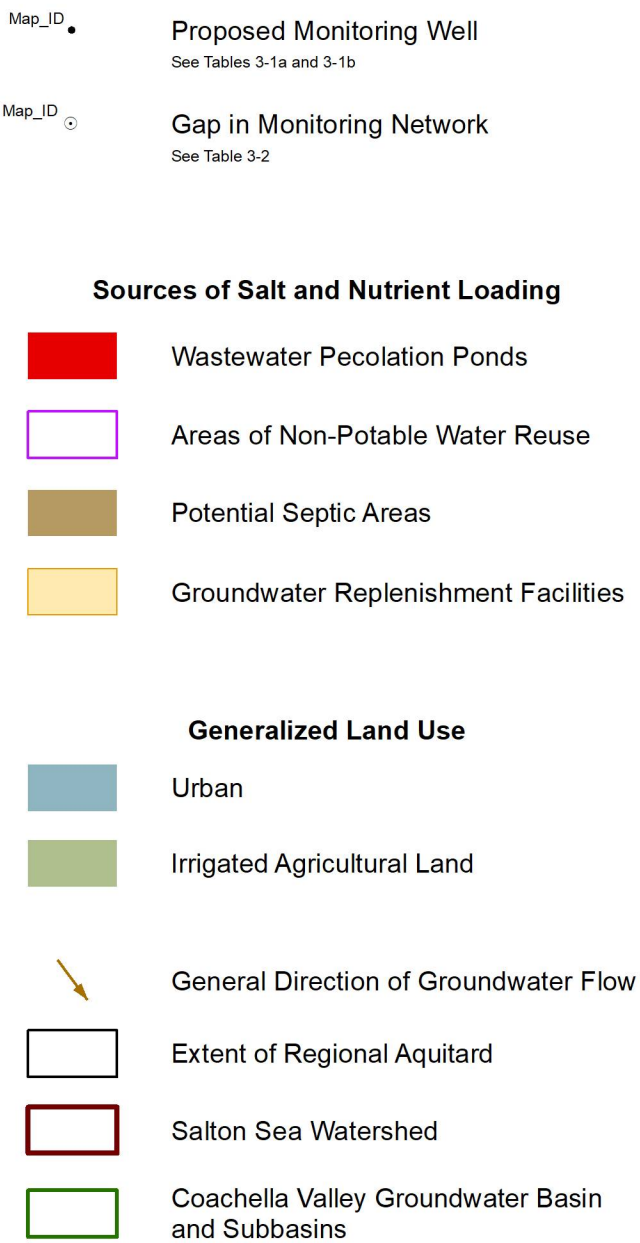 Map_ID
Proposed Monitoring Well
See Tables 3-1a and 3-1b
Map_ID
Gap in Monitoring Network
See Table 3-2
Sources of Salt and Nutrient Loading
Wastewater Pecolation Ponds
Areas of Non-Potable Water Reuse
Potential Septic Areas
Groundwater Replenishment Facilities
Generalized Land Use
Urban
Irrigated Agricultural Land
General Direction of Groundwater Flow
Extent of Regional Aquitard
Salton Sea Watershed
Coachella Valley Groundwater Basin
and Subbasins